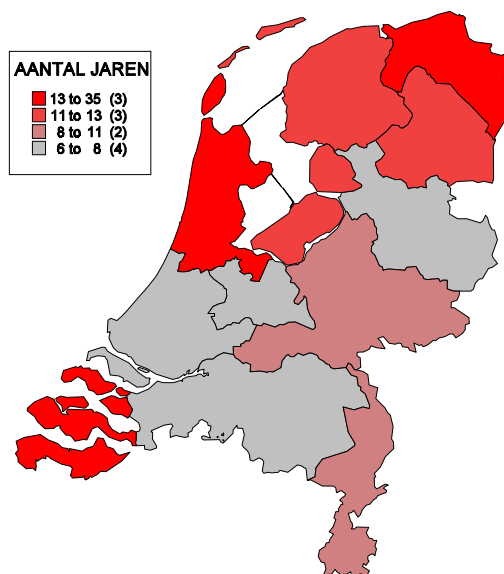 AANTAL JAREN
13 to 35 (3)
11 to 13 (3)
8 to 11 (2)
6 to 8 (4)